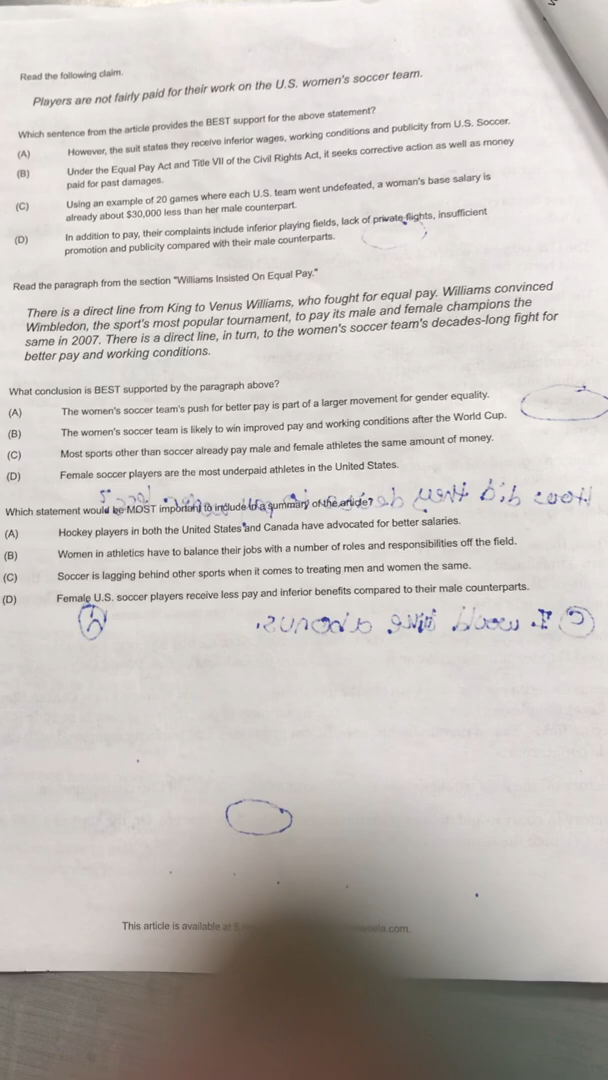 Read the following claim.
Players are not fairly paid for their work on the U.S. women's soccer team.
Which sentence from the article provides the BEST support for the above statement?
(A) However, the suit states they receive inferior wages, working conditions and publicity from U.S. Soccer.
(B) Under the Equal Pay Act and Title VII of the Civil Rights Act, it seeks corrective action as well as money
paid for past damages.
(C) Using an example of 20 games where each U.S. team went undefeated, a woman's base salary is
already about $30,000 less than her male counterpart.
(D) In addition to pay, their complaints include inferior playing fields, lack of private flights, insufficient
promotion and publicity compared with their male counterparts.
Read the paragraph from the section "Williams Insisted On Equal Pay."
There is a direct line from King to Venus Williams, who fought for equal pay. Williams convinced
Wimbledon, the sport's most popular tournament, to pay its male and female champions the
same in 2007. There is a direct line, in turn, to the women's soccer team's decades-long fight for
better pay and working conditions.
What conclusion is BEST supported by the paragraph above?
(A) The women's soccer team's push for better pay is part of a larger movement for gender equality.
(B) The women's soccer team is likely to win improved pay and working conditions after the World Cup.
(C) Most sports other than soccer already pay male and female athletes the same amount of money.
(D) Female soccer players are the most underpaid athletes in the United States.
Which statement would be MOST important to include in a summary of the article?
(A) Hockey players in both the United States and Canada have advocated for better salaries.
(B) Women in athletics have to balance their jobs with a number of roles and responsibilities off the field.
(C) Soccer is lagging behind other sports when it comes to treating men and women the same.
(D) Female U.S. soccer players receive less pay and inferior benefits compared to their male counterparts.
This article is available at 5